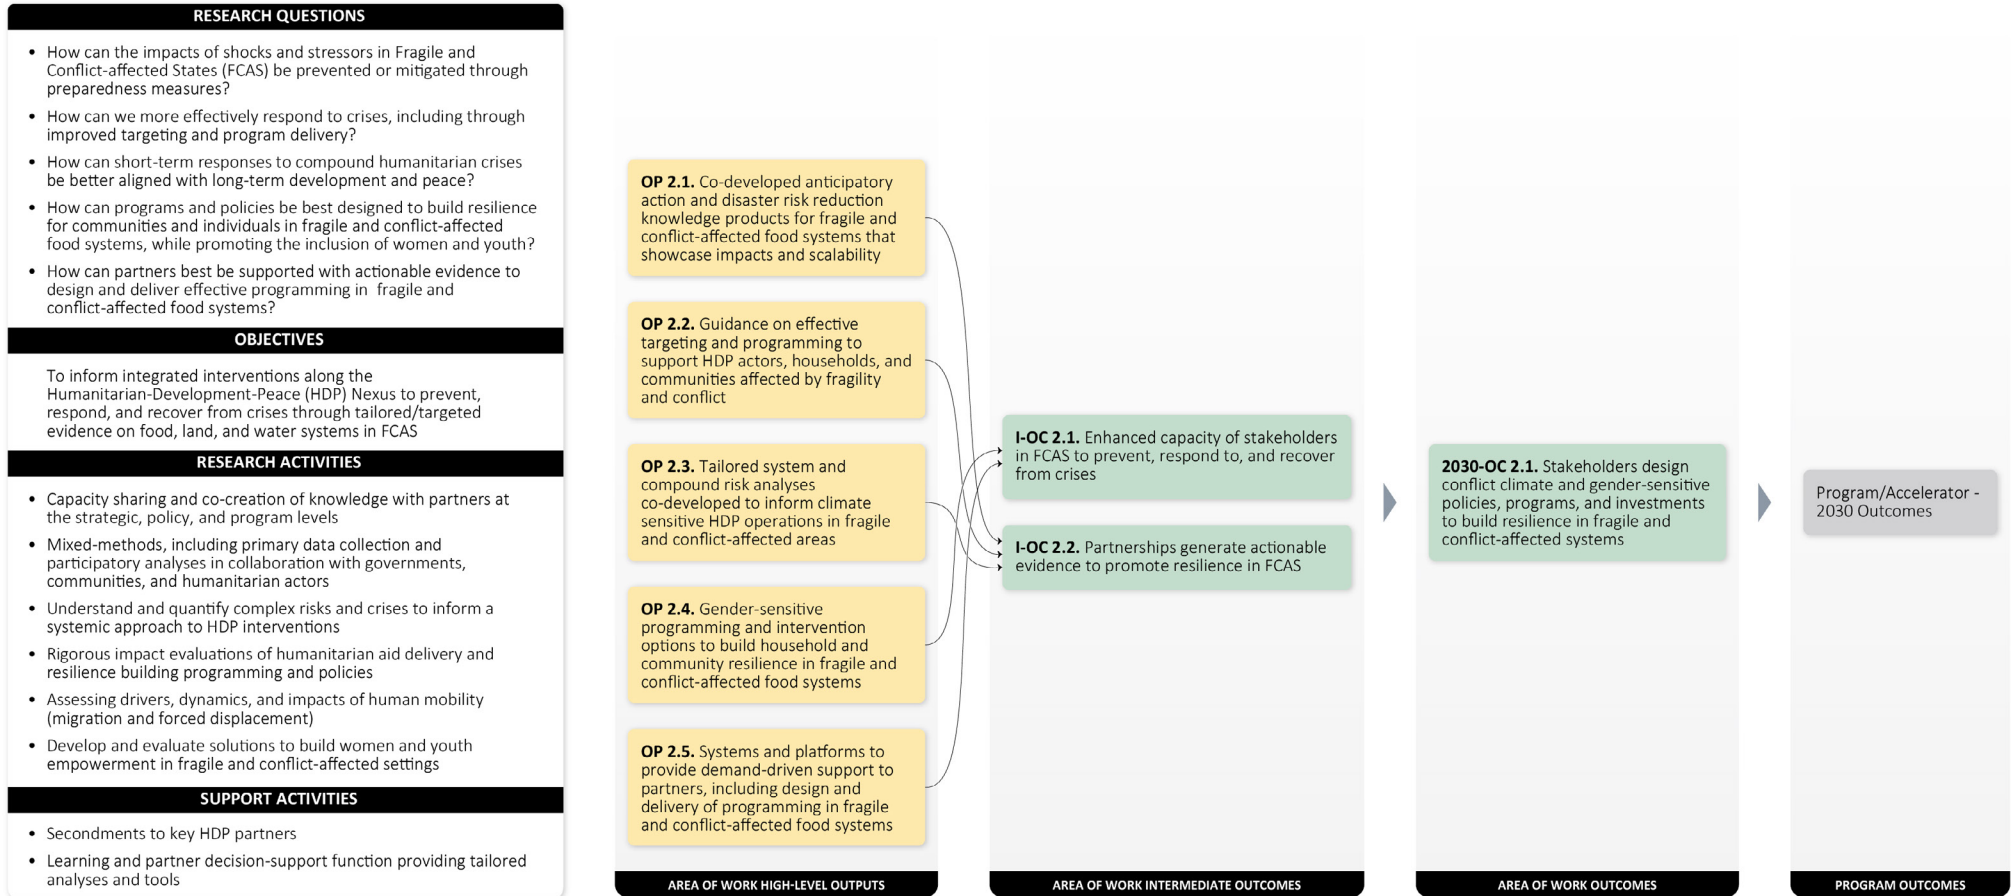 RESEARCH QUESTIONS
• How can the impacts of shocks and stressors in Fragile and
Conflict-affected States (FCAS) be prevented or mitigated through
preparedness measures?
• How can we more effectively respond to crises, including through
improved targeting and program delivery?
• How can short-term responses to compound humanitarian crises
be better aligned with long-term development and peace?
• How can programs and policies be best designed to build resilience
for communities and individuals in fragile and conflict-affected
food systems, while promoting the inclusion of women and youth?
• How can partners best be supported with actionable evidence to
design and deliver effective programming in fragile and
conflict-affected food systems?
OBJECTIVES
To inform integrated interventions along the
Humanitarian-Development-Peace (HDP) Nexus to prevent,
respond, and recover from crises through tailored/targeted
evidence on food, land, and water systems in FCAS
RESEARCH ACTIVITIES
• Capacity sharing and co-creation of knowledge with partners at
the strategic, policy, and program levels
• Mixed-methods, including primary data collection and
participatory analyses in collaboration with governments,
communities, and humanitarian actors
• Understand and quantify complex risks and crises to inform a
systemic approach to HDP interventions
• Rigorous impact evaluations of humanitarian aid delivery and
resilience building programming and policies
• Assessing drivers, dynamics, and impacts of human mobility
(migration and forced displacement)
• Develop and evaluate solutions to build women and youth
empowerment in fragile and conflict-affected settings
SUPPORT ACTIVITIES
• Secondments to key HDP partners
• Learning and partner decision-support function providing tailored
analyses and tools
OP 2.1. Co-developed anticipatory
action and disaster risk reduction
knowledge products for fragile and
conflict-affected food systems that
showcase impacts and scalability
OP 2.2. Guidance on effective
targeting and programming to
support HDP actors, households, and
communities affected by fragility
and conflict
OP 2.3. Tailored system and
compound risk analyses
co-developed to inform climate
sensitive HDP operations in fragile
and conflict-affected areas
OP 2.4. Gender-sensitive
programming and intervention
options to build household and
community resilience in fragile and
conflict-affected food systems
OP 2.5. Systems and platforms to
provide demand-driven support to
partners, including design and
delivery of programming in fragile
and conflict-affected food systems
AREA OF WORK HIGH-LEVEL OUTPUTS
I-OC 2.1. Enhanced capacity of stakeholders
in FCAS to prevent, respond to, and recover
from crises
I-OC 2.2. Partnerships generate actionable
evidence to promote resilience in FCAS
AREA OF WORK INTERMEDIATE OUTCOMES
2030-OC 2.1. Stakeholders design
conflict climate and gender-sensitive
policies, programs, and investments
to build resilience in fragile and
conflict-affected systems
AREA OF WORK OUTCOMES
Program/Accelerator -
2030 Outcomes
PROGRAM OUTCOMES